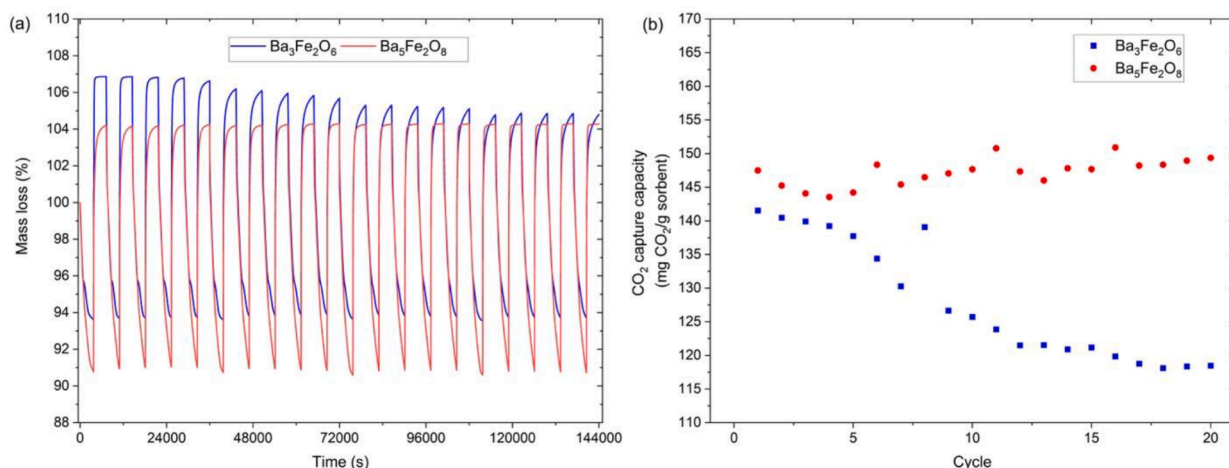 (a)
110
108
106
104
102
100
98
96
94
92
90
88
Mass loss (%)
Ba₃Fe₂O₆ Ba₅Fe₂O₈
0 24000 48000 72000 96000 120000 144000
Time (s)
(b)
170
165
160
155
150
145
140
135
130
125
120
115
110
CO₂ capture capacity
(mg CO₂/g sorbent)
Ba₃Fe₂O₆
Ba₅Fe₂O₈
0 5 10 15 20
Cycle